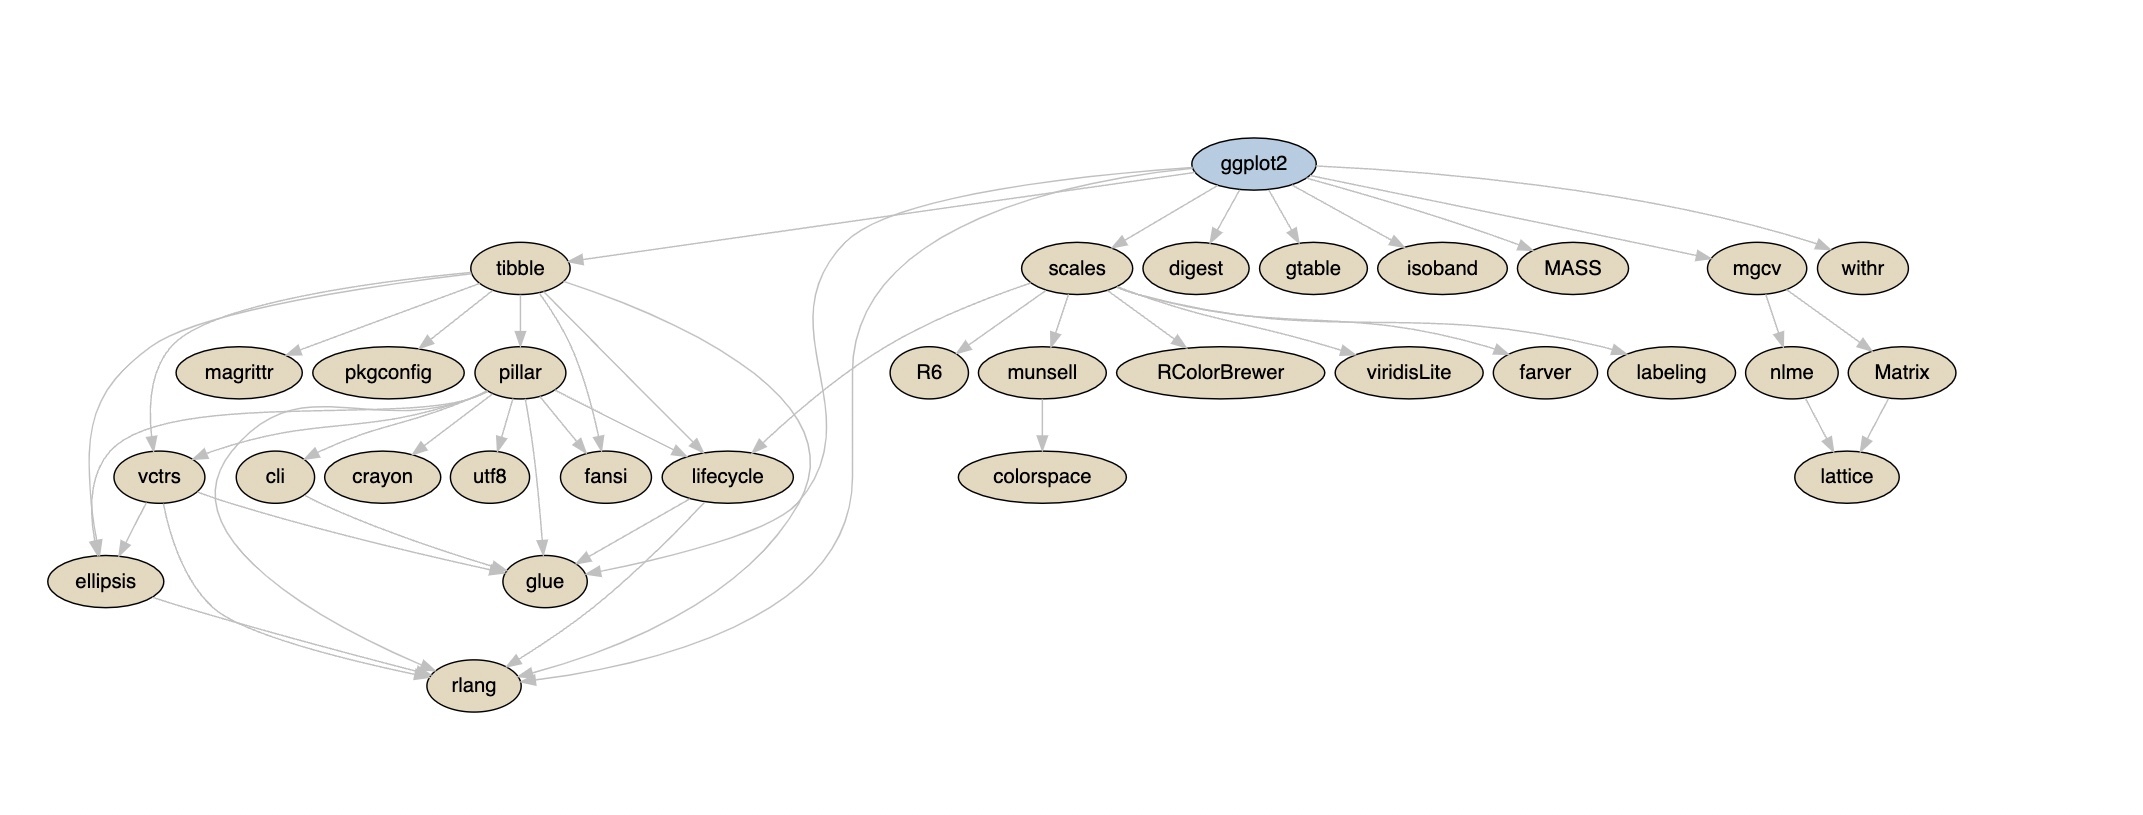 ggplot2
tibble
scales
digest
gtable
isoband
MASS
mgcv
withr
magrittr
pkgconfig
pillar
R6
munsell
RColorBrewer
viridisLite
farver
labeling
nlme
Matrix
vctrs
cli
crayon
utf8
fansi
lifecycle
colorspace
lattice
ellipsis
glue
rlang